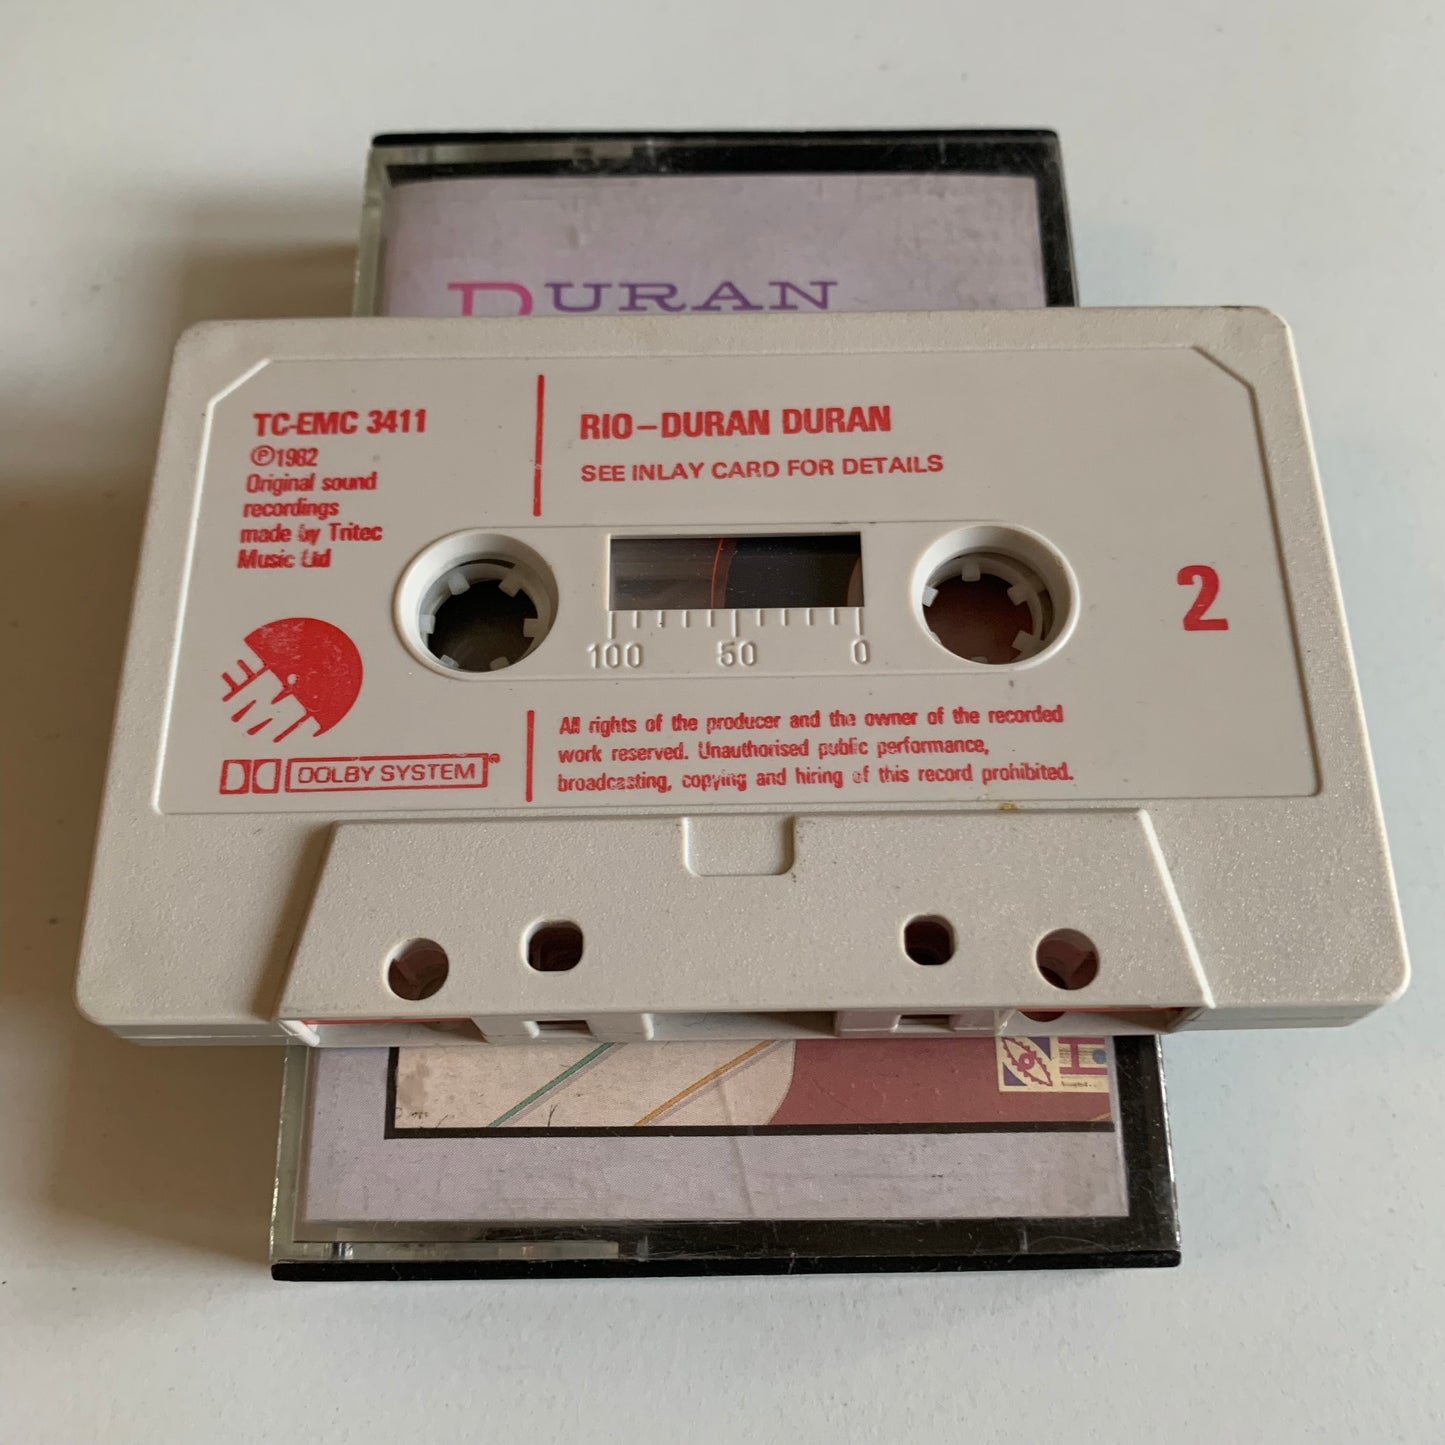 DURAN
TC-EMC 3411
℗1982
Original sound
recordings
made by Tritec
Music Ltd
RIO–DURAN DURAN
SEE INLAY CARD FOR DETAILS
100 50 0
2
EMI
DOLBY SYSTEM®
All rights of the producer and the owner of the recorded
work reserved. Unauthorised public performance,
broadcasting, copying and hiring of this record prohibited.